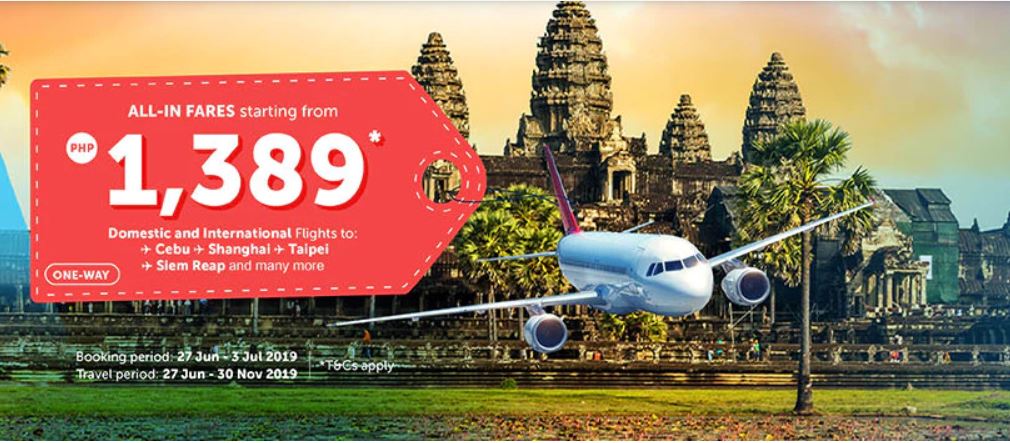 ALL-IN FARES starting from
PHP 1,389*
Domestic and International Flights to:
✈ Cebu ✈ Shanghai ✈ Taipei
✈ Siem Reap and many more
ONE-WAY
Booking period: 27 Jun - 3 Jul 2019
Travel period: 27 Jun - 30 Nov 2019
*T&Cs apply